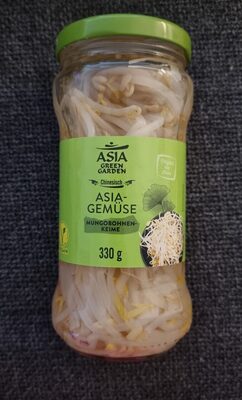 ASIA
GREEN
GARDEN
Chinesisch
ASIA-
GEMÜSE
MUNGOBOHNEN-
KEIME
330 g